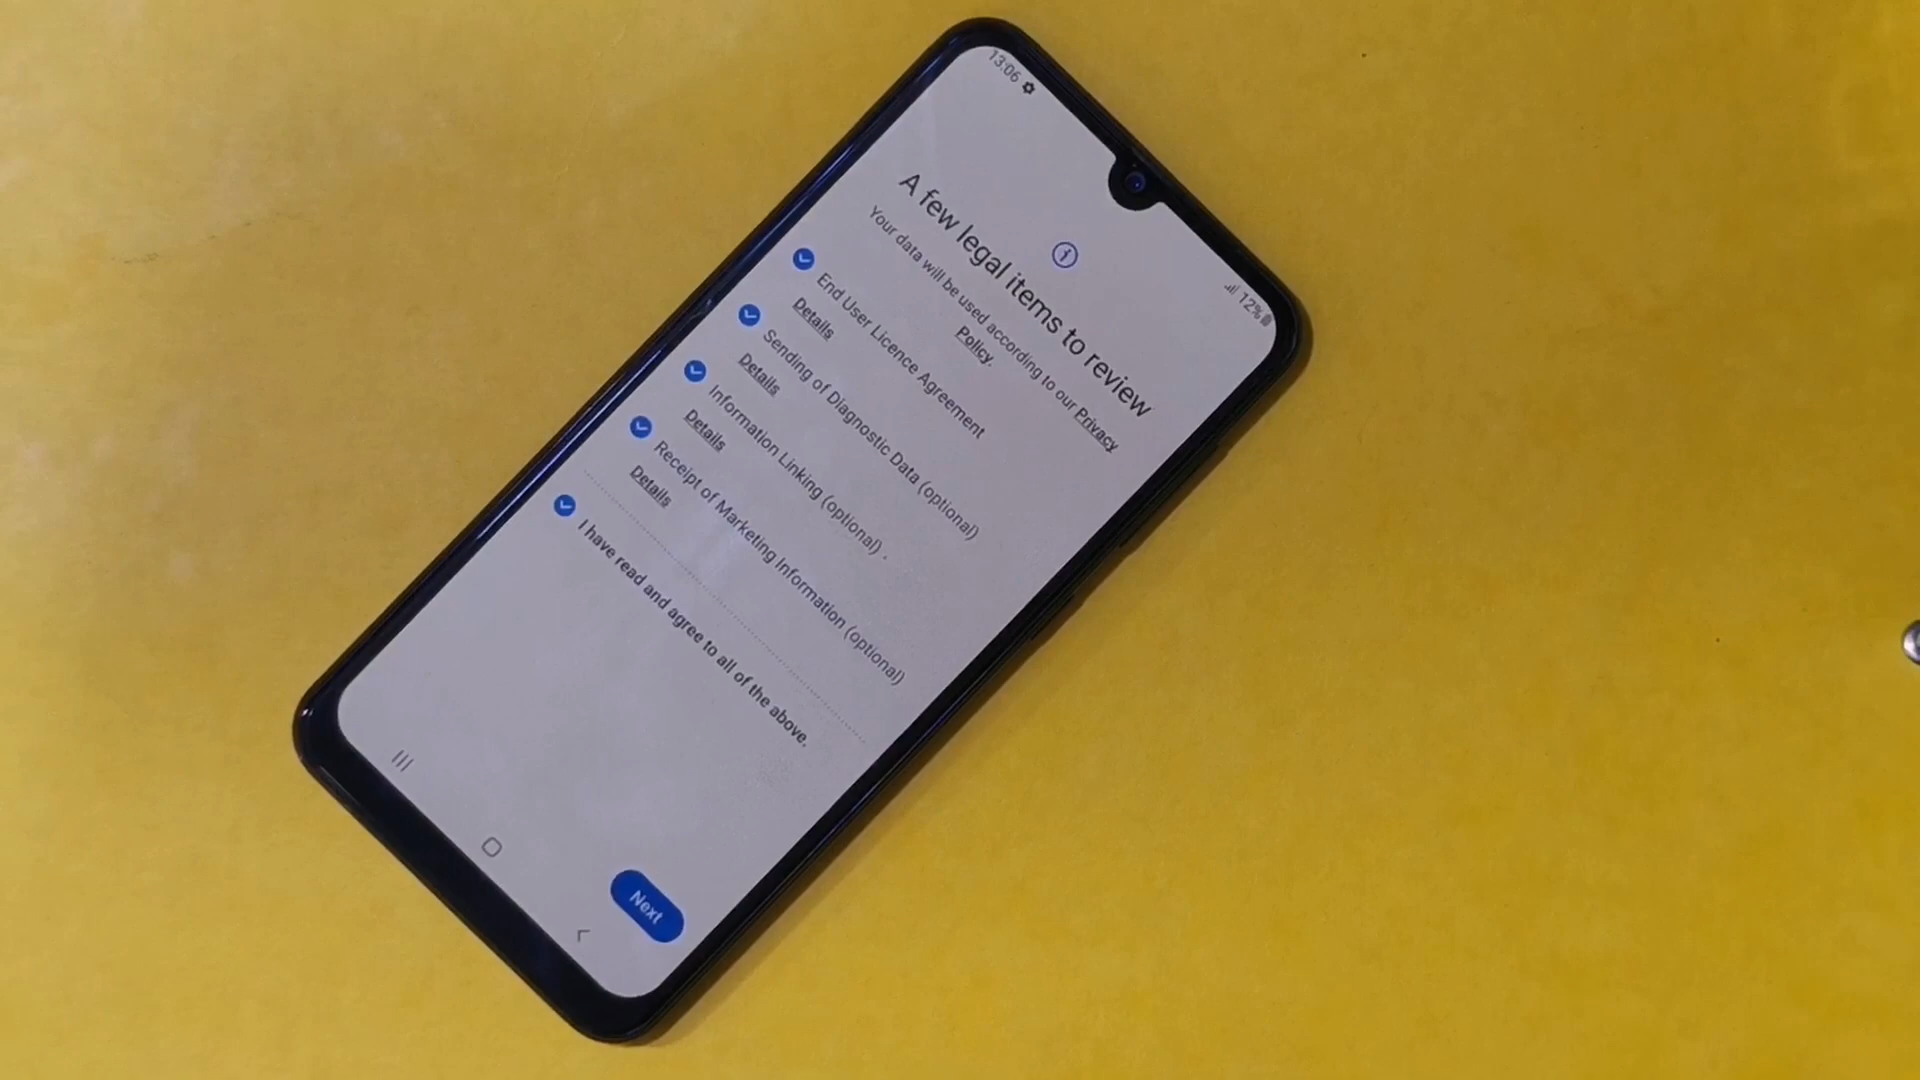 13:06
12%
A few legal items to review
Your data will be used according to our Privacy
Policy.
End User Licence Agreement
Details
Sending of Diagnostic Data (optional)
Details
Information Linking (optional) .
Details
Receipt of Marketing Information (optional)
Details
I have read and agree to all of the above.
Next